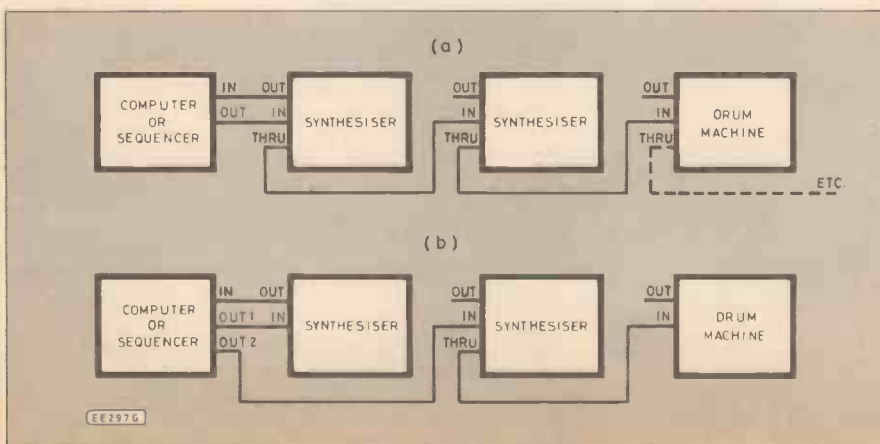 (a)
COMPUTER
OR
SEQUENCER
IN OUT
OUT IN
THRU
SYNTHESISER
OUT
IN
THRU
SYNTHESISER
OUT
IN
THRU
DRUM
MACHINE
ETC.
(b)
COMPUTER
OR
SEQUENCER
IN OUT
OUT 1 IN
OUT 2
SYNTHESISER
OUT
IN
THRU
SYNTHESISER
OUT
IN
DRUM
MACHINE
EE297G